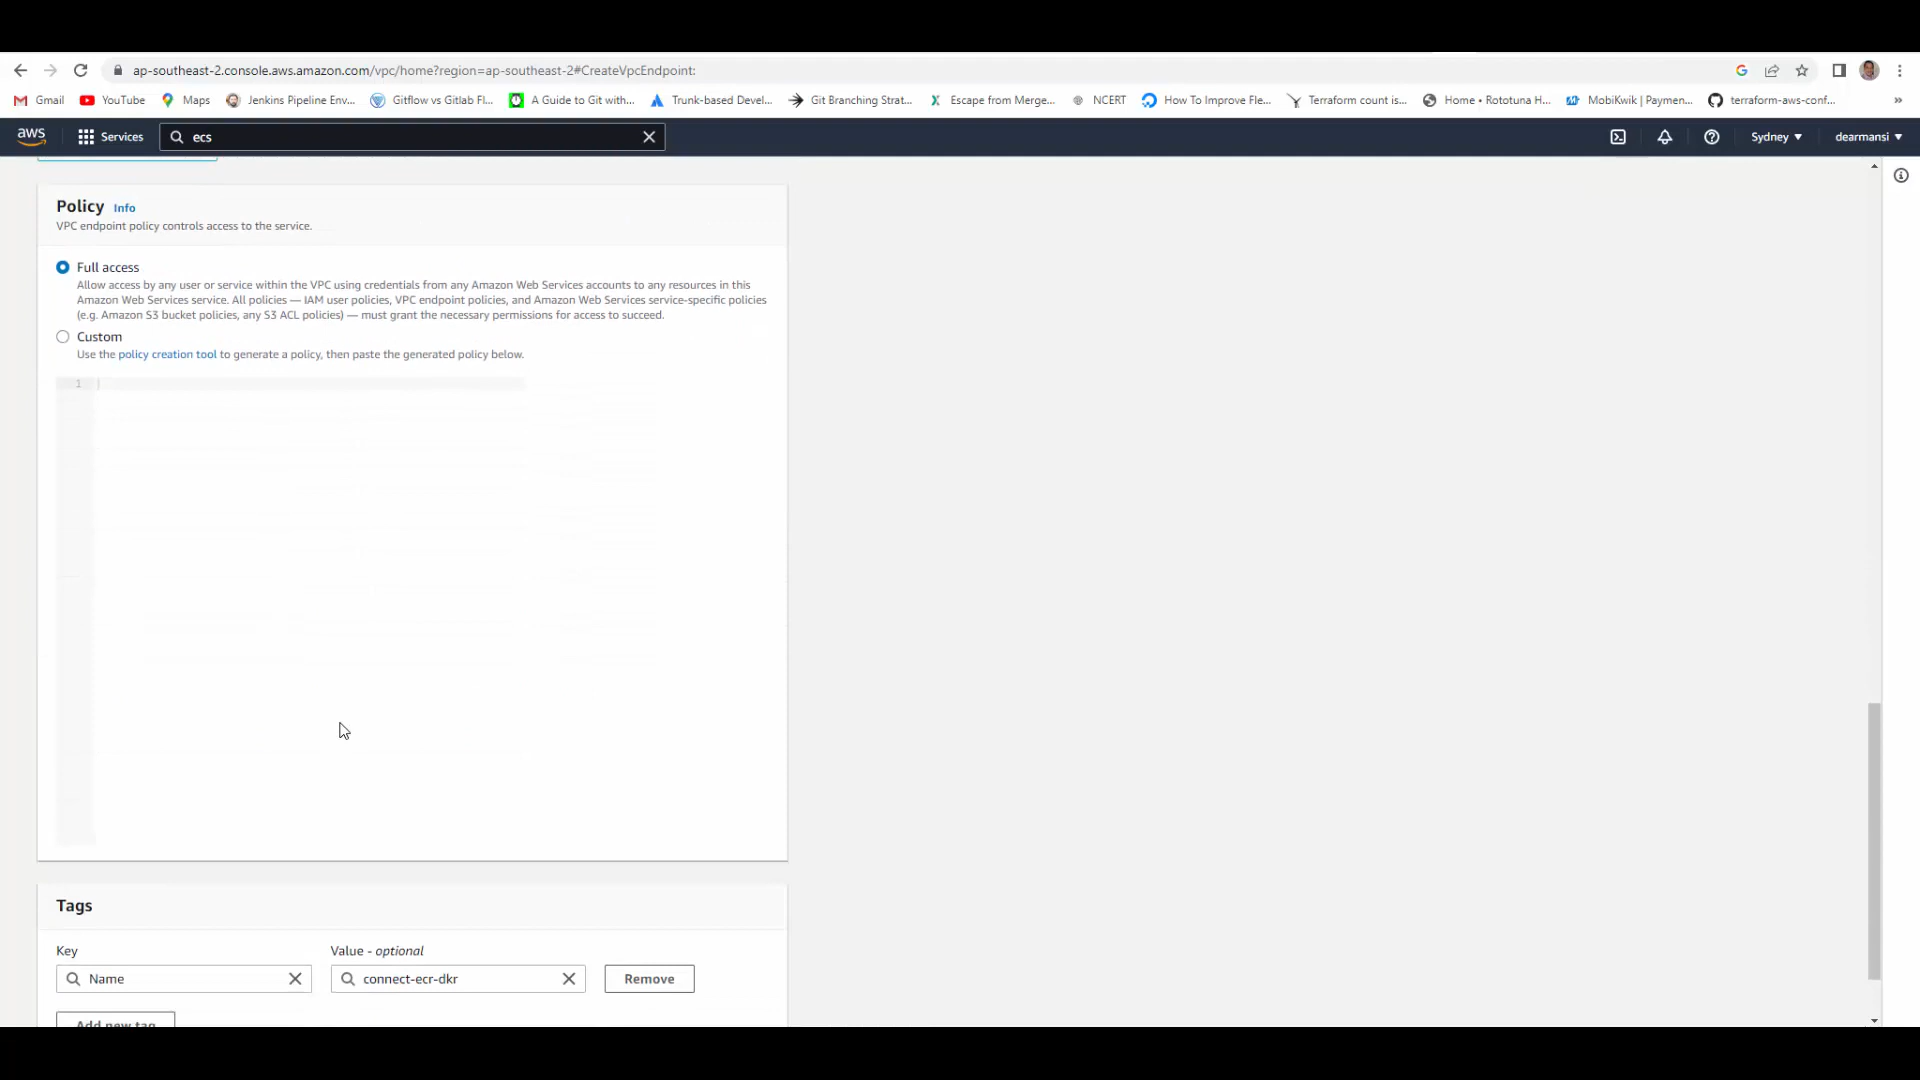 ap-southeast-2.console.aws.amazon.com/vpc/home?region=ap-southeast-2#CreateVpcEndpoint:
Gmail YouTube Maps Jenkins Pipeline Env... Gitflow vs Gitlab Fl... A Guide to Git with... Trunk-based Devel... Git Branching Strat... Escape from Merge... NCERT How To Improve Fle... Terraform count is... Home • Rototuna H... MobiKwik | Paymen... terraform-aws-conf... »
aws Services ecs Sydney dearmansi
Policy Info
VPC endpoint policy controls access to the service.
Full access
Allow access by any user or service within the VPC using credentials from any Amazon Web Services accounts to any resources in this
Amazon Web Services service. All policies — IAM user policies, VPC endpoint policies, and Amazon Web Services service-specific policies
(e.g. Amazon S3 bucket policies, any S3 ACL policies) — must grant the necessary permissions for access to succeed.
Custom
Use the policy creation tool to generate a policy, then paste the generated policy below.
1
Tags
Key Value - optional
Name connect-ecr-dkr Remove
Add new tag